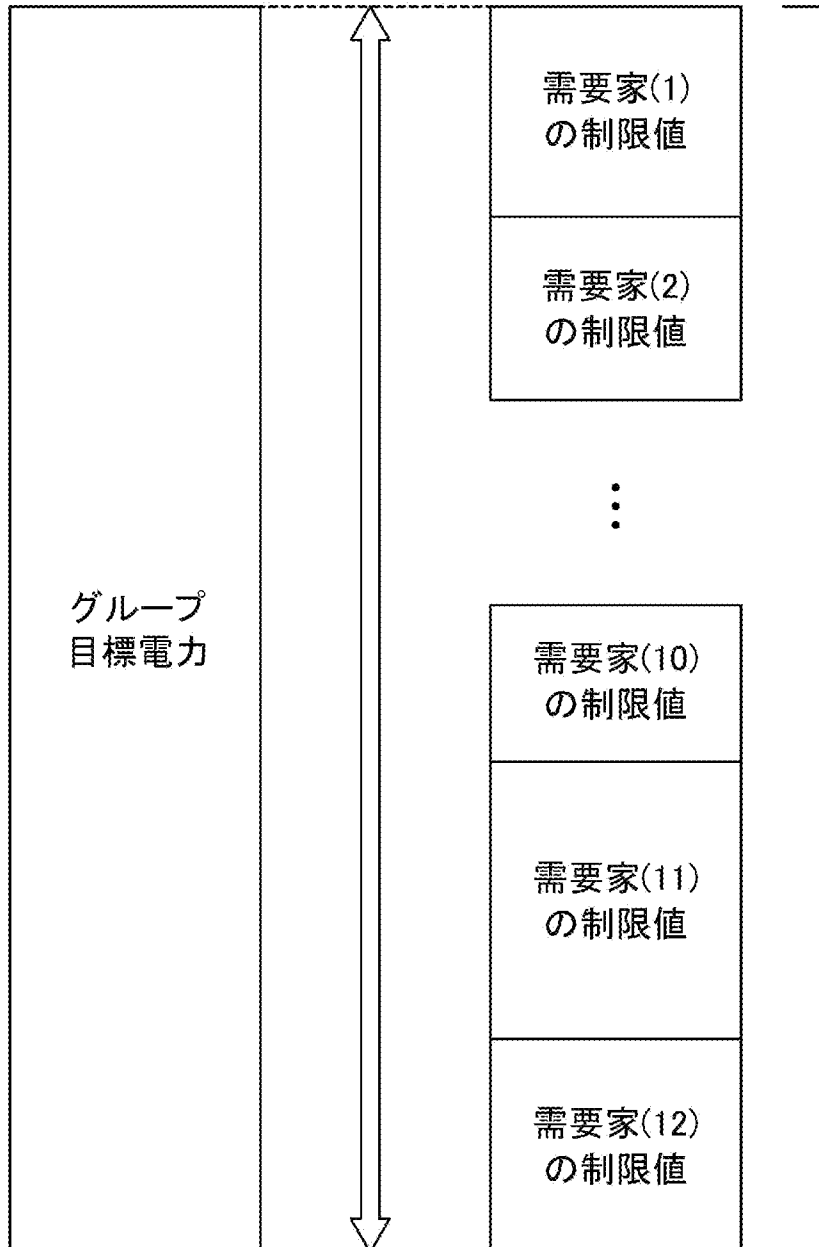 需要家(1)
の制限値
需要家(2)
の制限値
グループ
目標電力
需要家(10)
の制限値
需要家(11)
の制限値
需要家(12)
の制限値